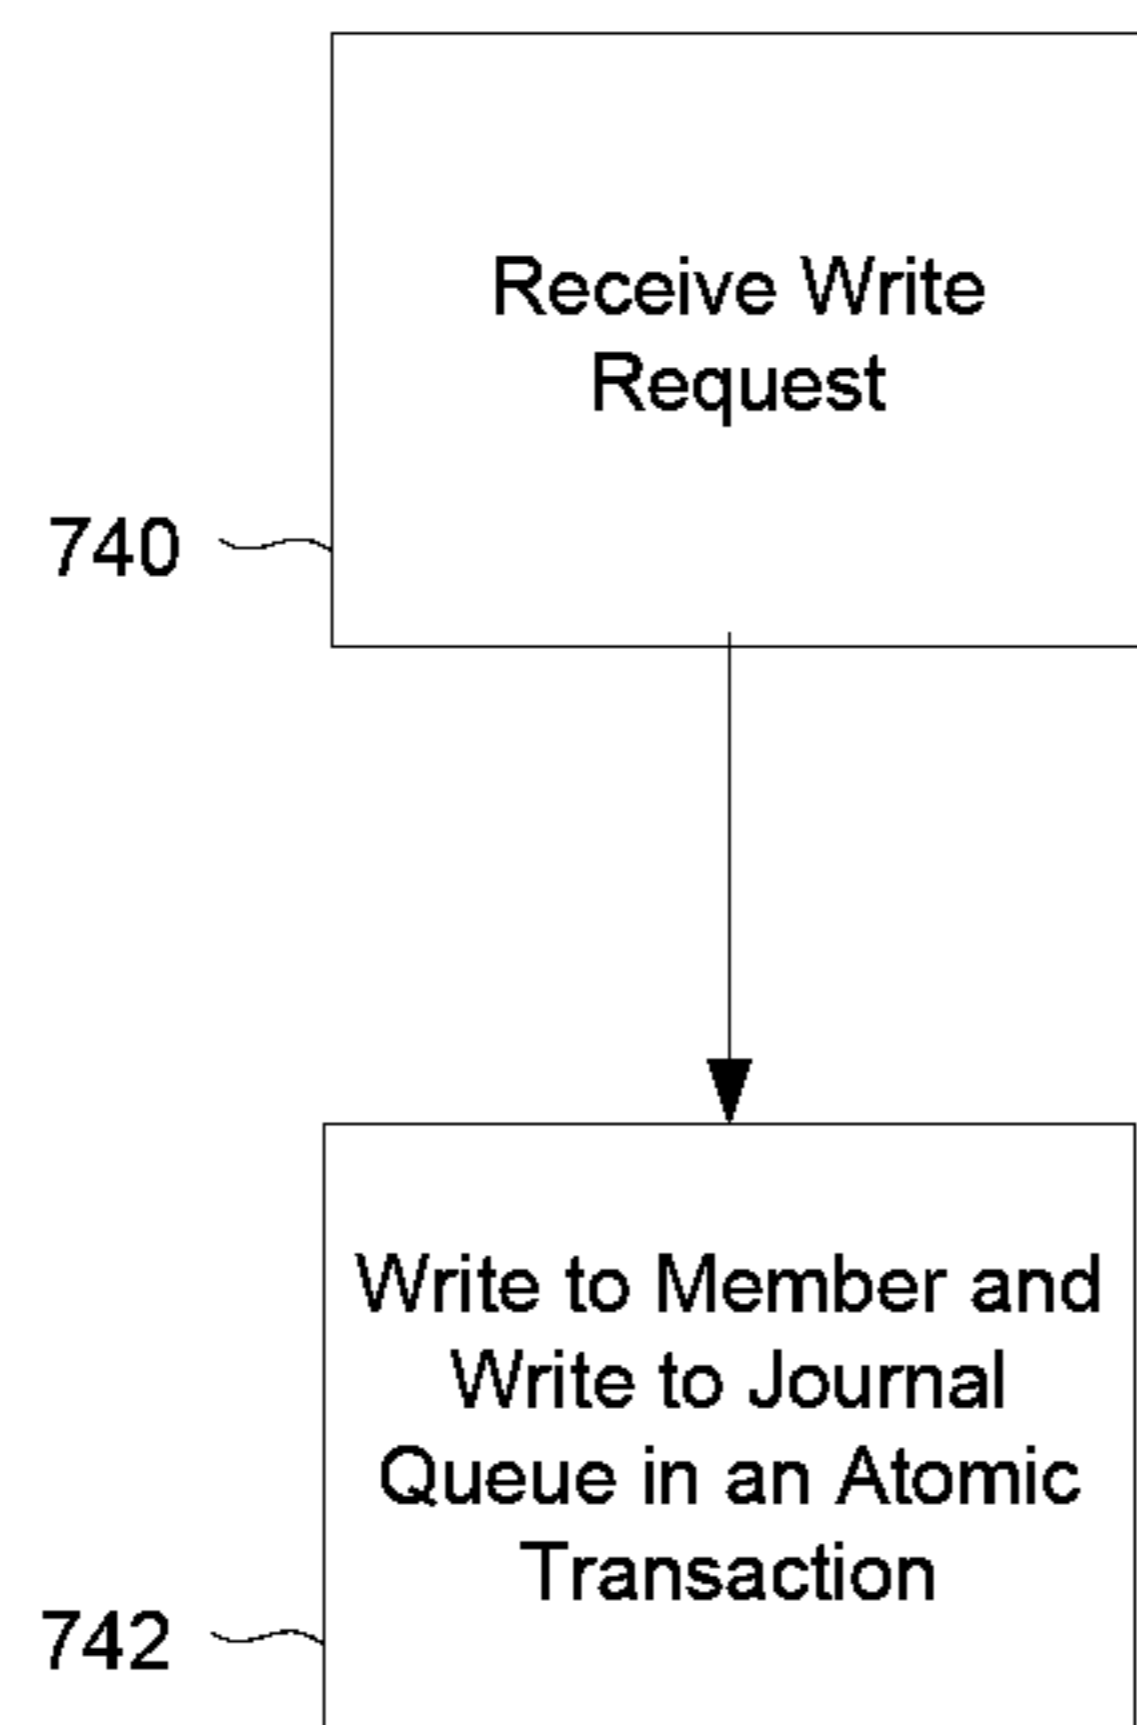 Receive Write
Request
740
Write to Member and
Write to Journal
Queue in an Atomic
Transaction
742